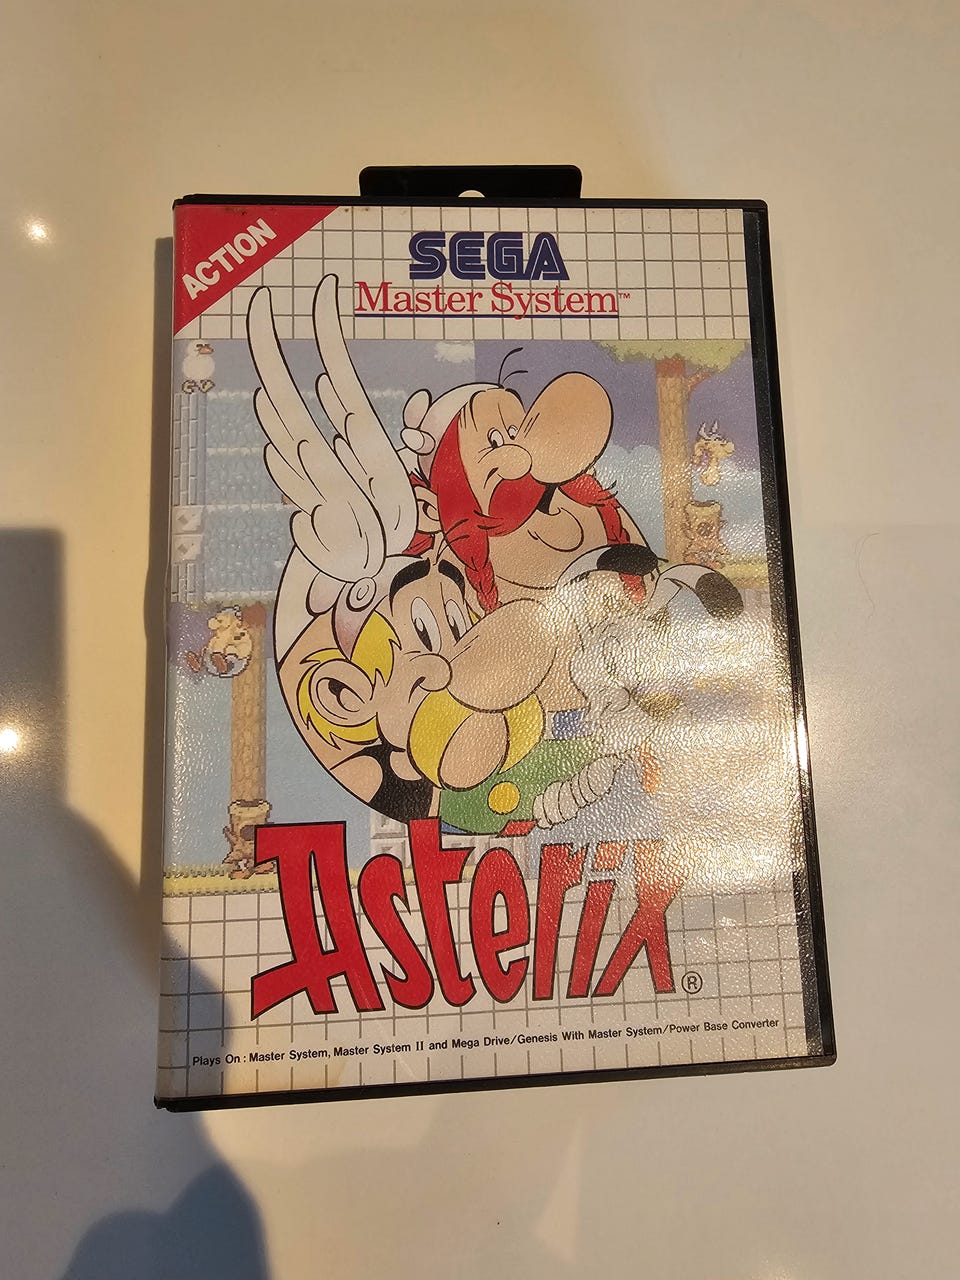 ACTION
SEGA
Master System™
Astérix®
Plays On : Master System, Master System II and Mega Drive/Genesis With Master System/Power Base Converter